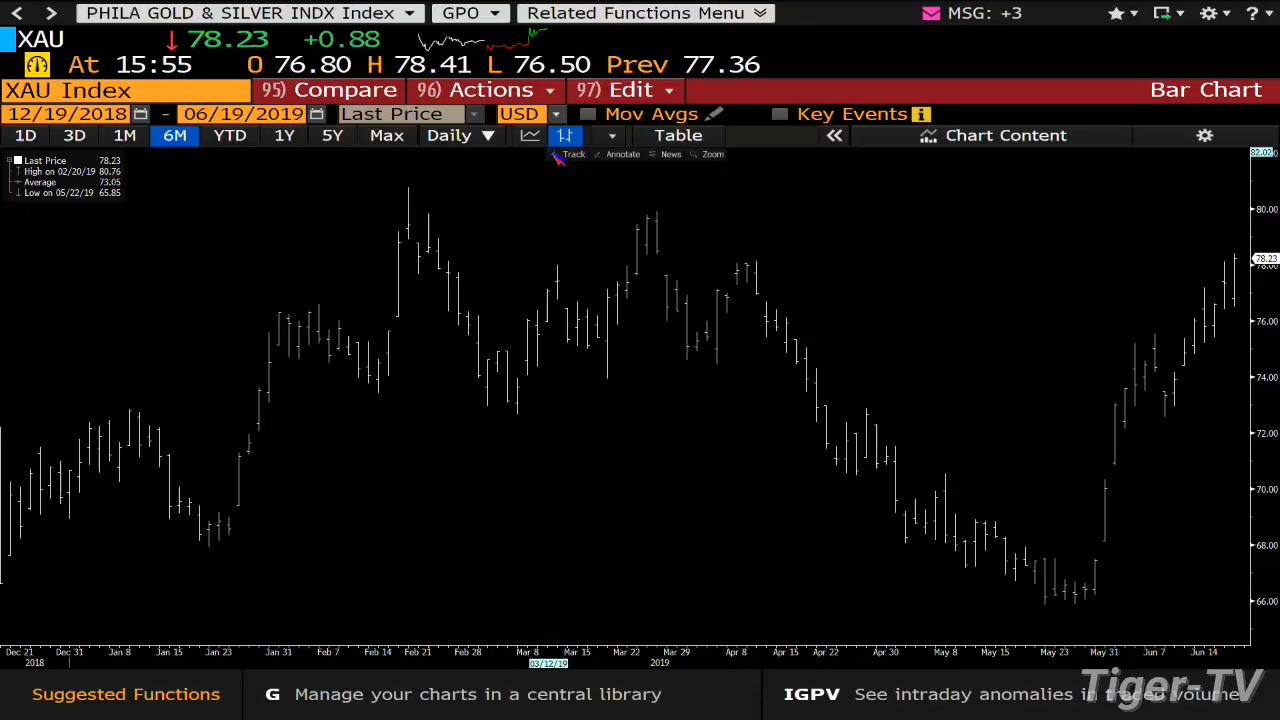 PHILA GOLD & SILVER INDX Index GPO Related Functions Menu MSG: +3
XAU 78.23 +0.88
At 15:55 O 76.80 H 78.41 L 76.50 Prev 77.36
XAU Index 95) Compare 96) Actions 97) Edit Bar Chart
12/19/2018 - 06/19/2019 Last Price USD Mov Avgs Key Events
1D 3D 1M 6M YTD 1Y 5Y Max Daily Table Chart Content
Track Annotate News Zoom
82.02
Last Price 78.23
High on 02/20/19 80.76
Average 73.05
Low on 05/22/19 65.85
80.00
78.23
78.00
76.00
74.00
72.00
70.00
68.00
66.00
Dec 21 Dec 31 Jan 8 Jan 15 Jan 23 Jan 31 Feb 7 Feb 14 Feb 21 Feb 28 Mar 8 Mar 15 Mar 22 Mar 29 Apr 8 Apr 15 Apr 22 Apr 30 May 8 May 15 May 23 May 31 Jun 7 Jun 14
2018 03/12/19 2019
Suggested Functions G Manage your charts in a central library IGPV See intraday anomalies in traded volume
Tiger-TV